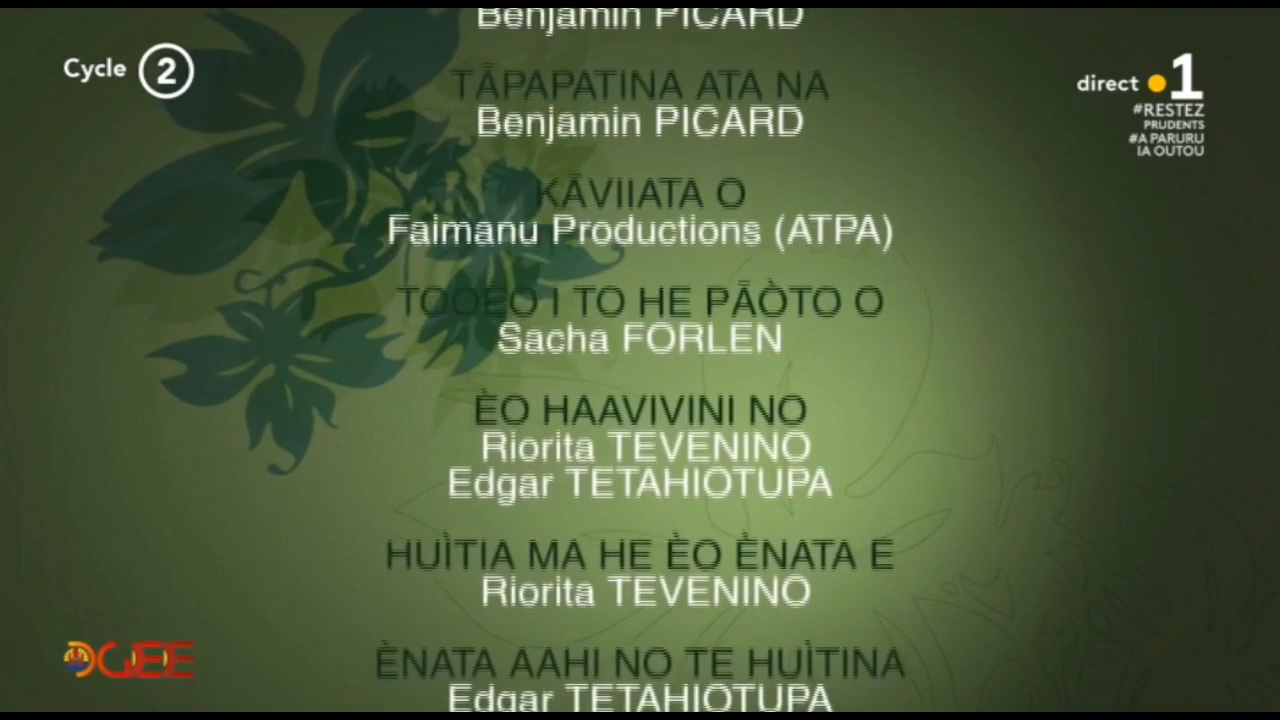 Benjamin PICARD
Cycle 2
direct 1
#RESTEZ
PRUDENTS
#A PARURU
IA OUTOU
TĀPAPATINA ATA NA
Benjamin PICARD
KĀVIIATA O
Faimanu Productions (ATPA)
TOOEO I TO HE PĀÒTO O
Sacha FORLEN
ÈO HAAVIVINI NO
Riorita TEVENINO
Edgar TETAHIOTUPA
HUÌTIA MA HE ÈO ÈNATA E
Riorita TEVENINO
DGEE
ÈNATA AAHI NO TE HUÌTINA
Edgar TETAHIOTUPA